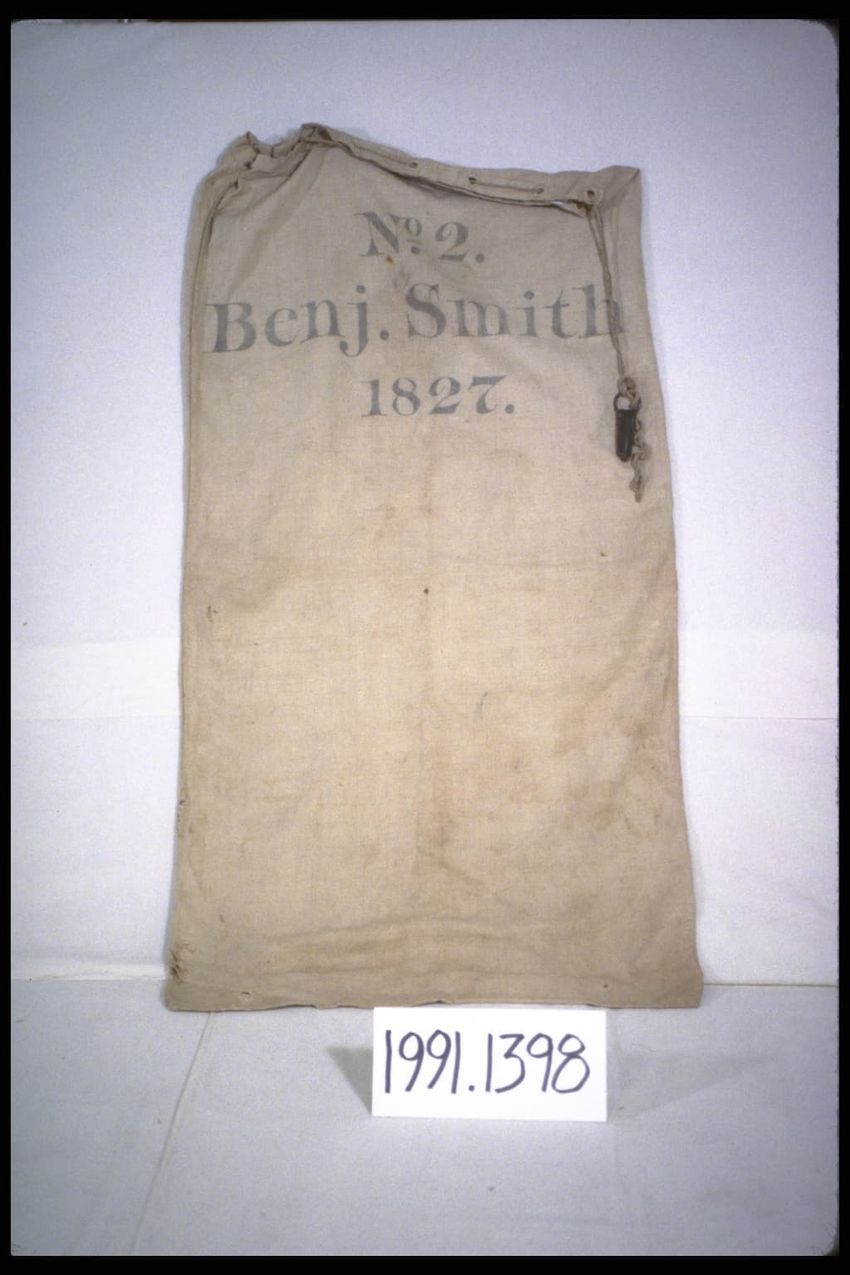 Nº. 2.
Benj. Smith
1827.
1991.1398